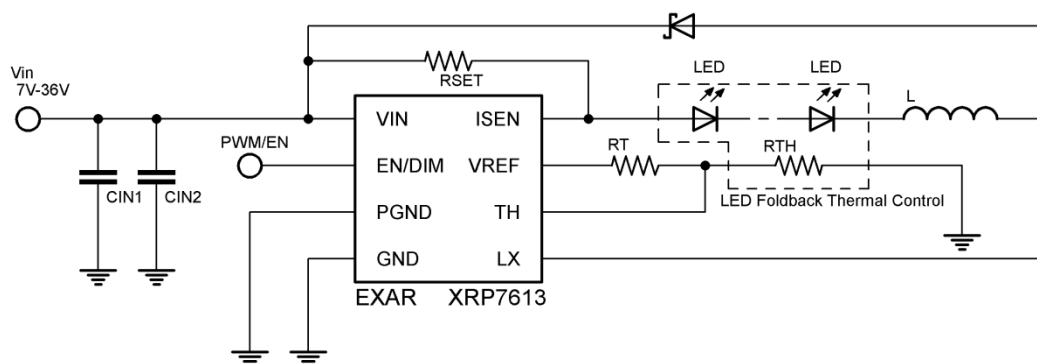 Vin
7V-36V
RSET
LED
LED
L
PWM/EN
VIN
ISEN
RT
RTH
EN/DIM
VREF
CIN1
CIN2
PGND
TH
LED Foldback Thermal Control
GND
LX
EXAR
XRP7613